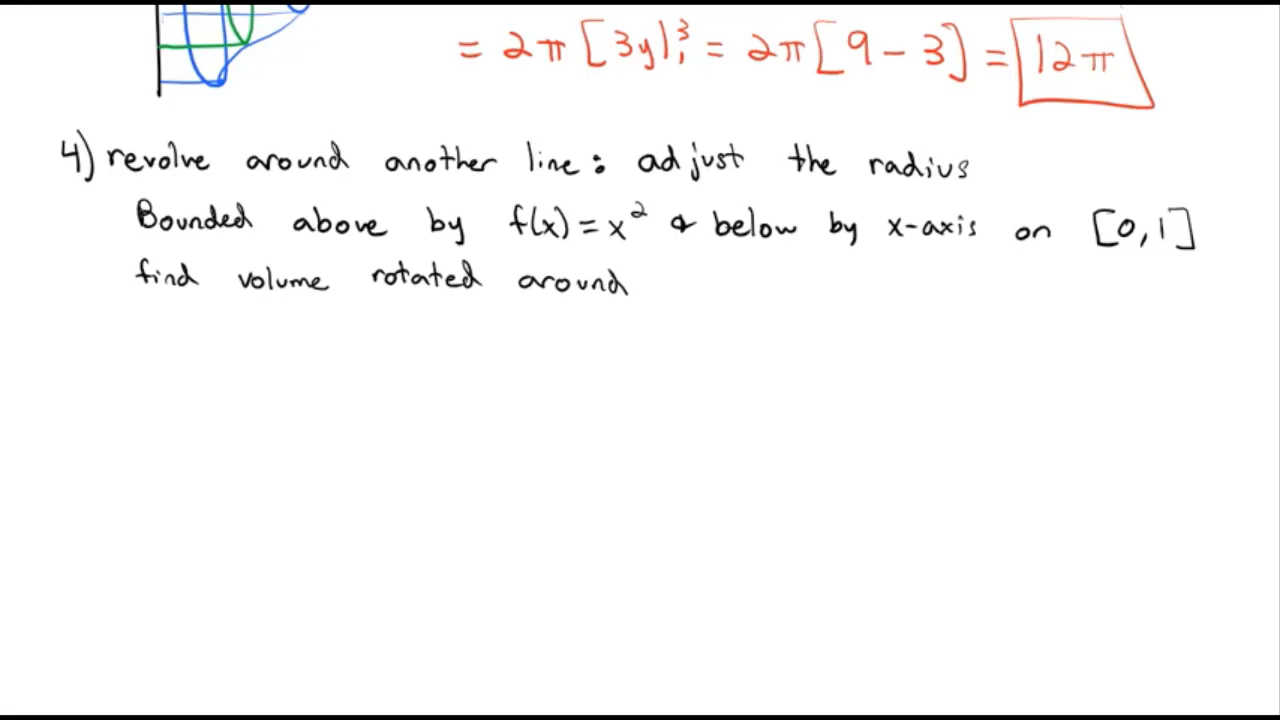 = 2π [3y]₁³ = 2π [9 - 3] = 12π
4) revolve around another line: adjust the radius
Bounded above by f(x) = x² & below by x-axis on [0,1]
find volume rotated around